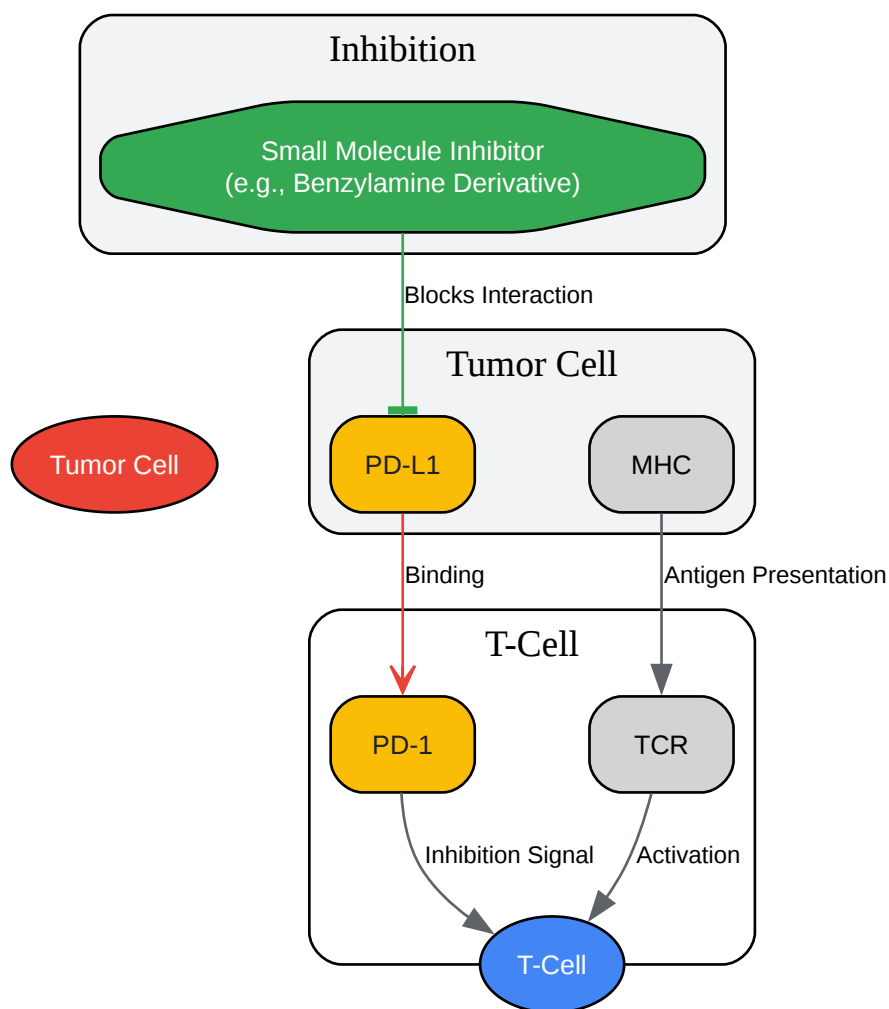 Inhibition
Small Molecule Inhibitor
(e.g., Benzylamine Derivative)
Blocks Interaction
Tumor Cell
Tumor Cell
PD-L1
MHC
Binding
Antigen Presentation
T-Cell
PD-1
TCR
Inhibition Signal
Activation
T-Cell